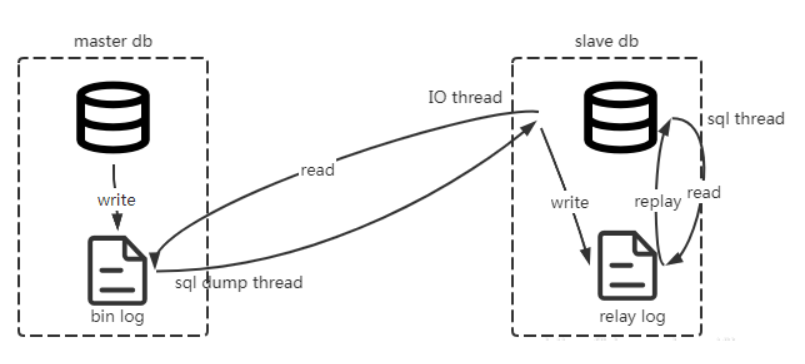 master db
slave db
IO thread
sql thread
read
write
write
replay
read
sql dump thread
bin log
relay log